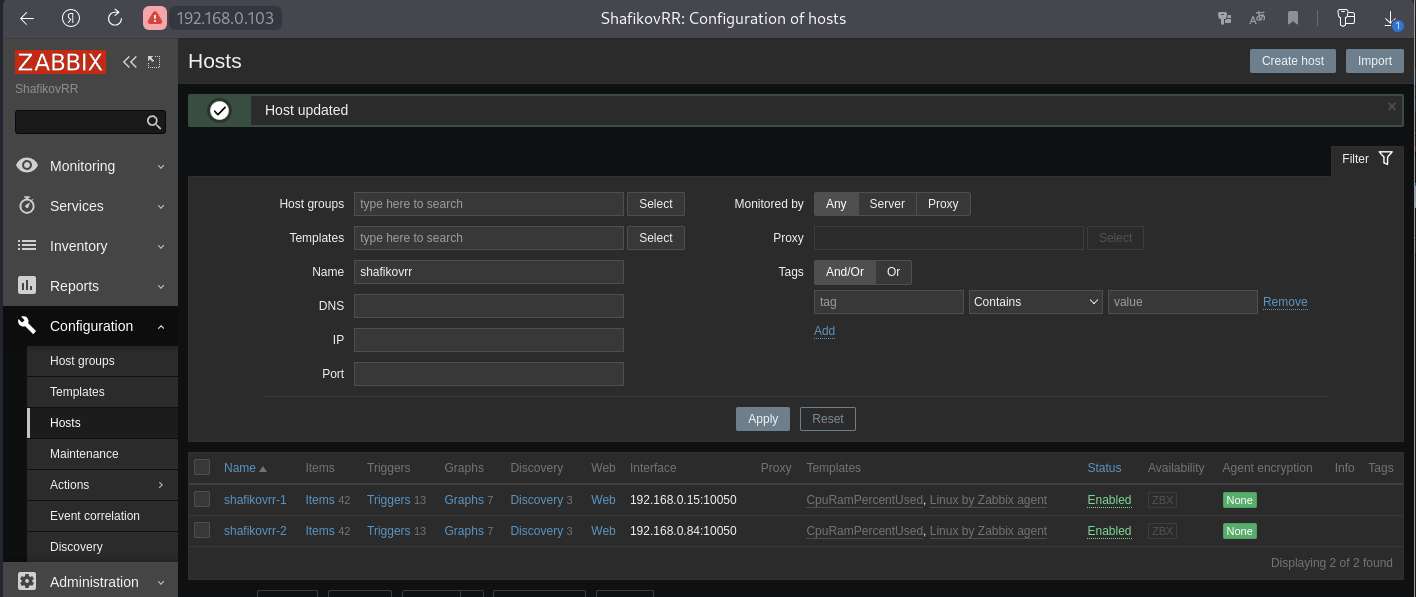 192.168.0.103 ShafikovRR: Configuration of hosts 1
ZABBIX
ShafikovRR
Monitoring
Services
Inventory
Reports
Configuration
Host groups
Templates
Hosts
Maintenance
Actions
Event correlation
Discovery
Administration
Hosts Create host Import
Host updated
Filter
Host groups type here to search Select Monitored by Any Server Proxy
Templates type here to search Select Proxy Select
Name shafikovrr Tags And/Or Or
DNS tag Contains value Remove
IP Add
Port
Apply Reset
Name Items Triggers Graphs Discovery Web Interface Proxy Templates Status Availability Agent encryption Info Tags
shafikovrr-1 Items 42 Triggers 13 Graphs 7 Discovery 3 Web 192.168.0.15:10050 CpuRamPercentUsed, Linux by Zabbix agent Enabled ZBX None
shafikovrr-2 Items 42 Triggers 13 Graphs 7 Discovery 3 Web 192.168.0.84:10050 CpuRamPercentUsed, Linux by Zabbix agent Enabled ZBX None
Displaying 2 of 2 found